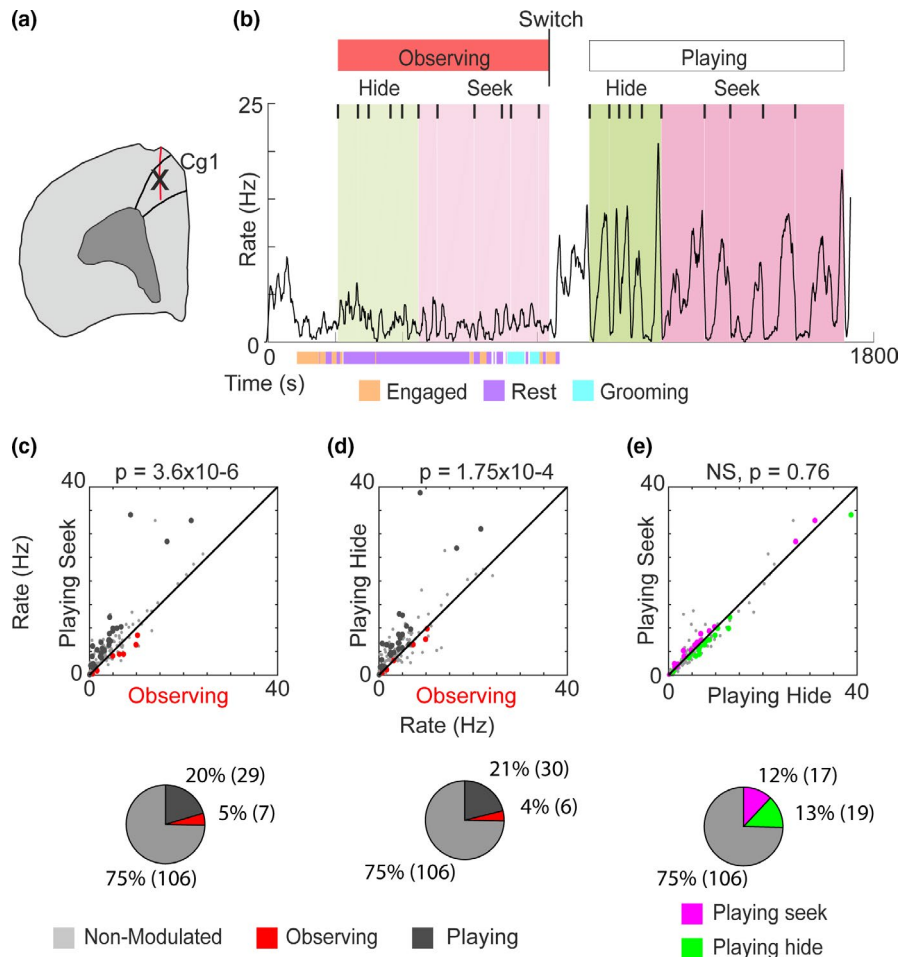 (a)
Cg1
X
(b)
Switch
Observing
Playing
Hide
Seek
Hide
Seek
25
Rate (Hz)
0
0
1800
Time (s)
Engaged
Rest
Grooming
(c)
p = 3.6x10-6
40
Rate (Hz)
Playing Seek
0
0
40
Observing
(d)
p = 1.75x10-4
40
Playing Hide
0
0
40
Observing
Rate (Hz)
(e)
NS, p = 0.76
40
Playing Seek
0
0
40
Playing Hide
20% (29)
5% (7)
75% (106)
21% (30)
4% (6)
75% (106)
12% (17)
13% (19)
75% (106)
Non-Modulated
Observing
Playing
Playing seek
Playing hide